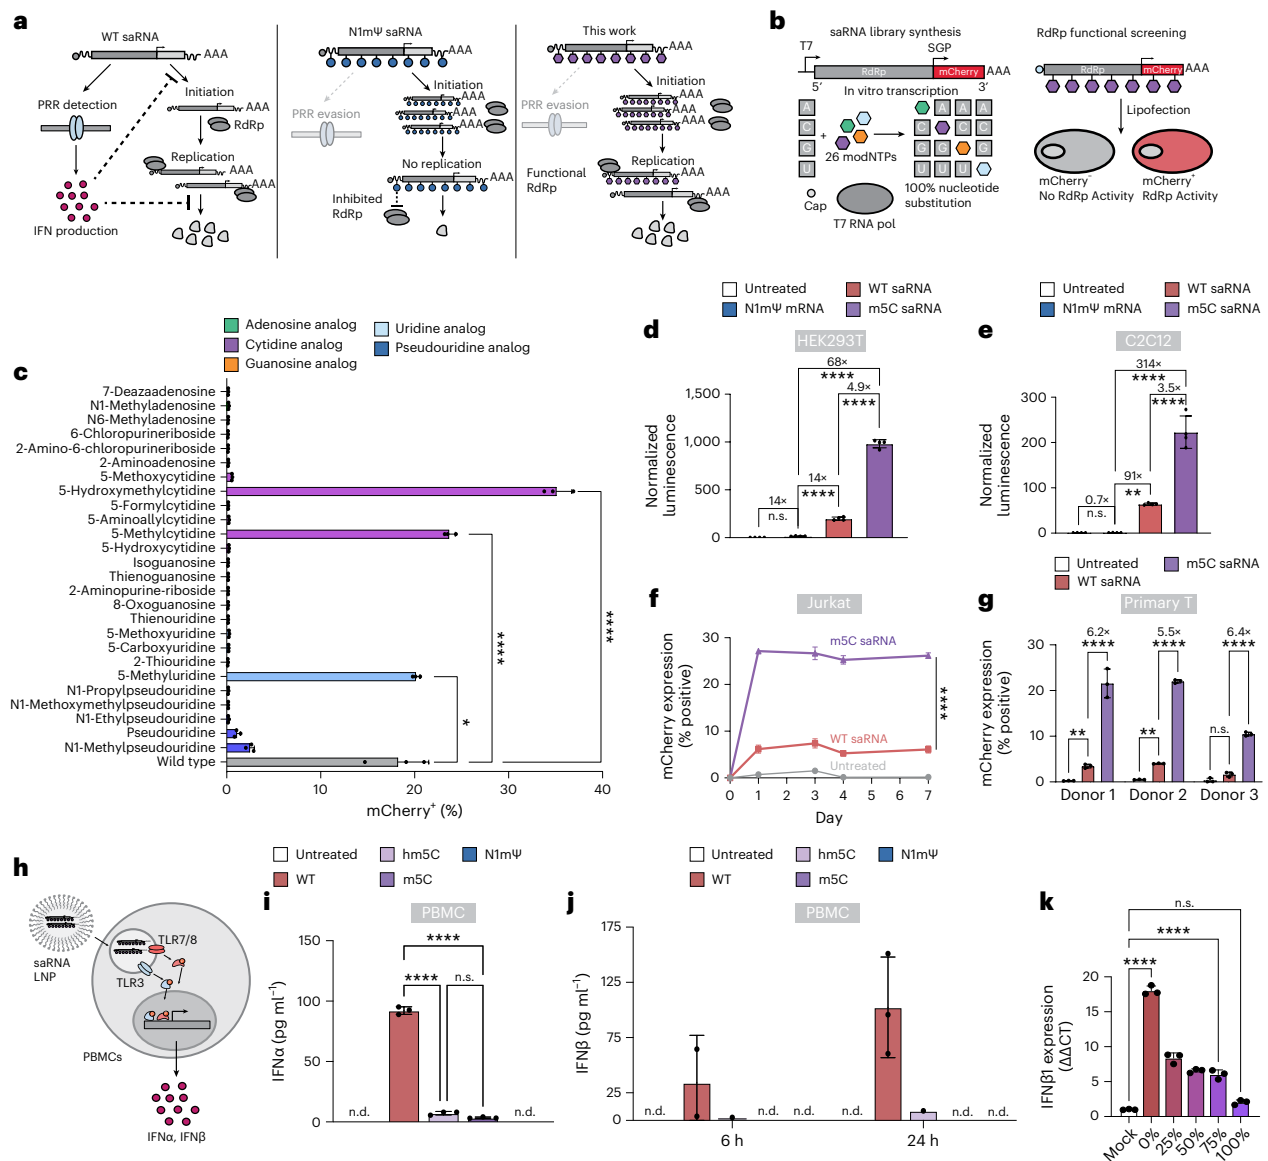 a
WT saRNA
AAA
PRR detection
Initiation
AAA
RdRp
Replication
AAA
AAA
IFN production
N1mΨ saRNA
AAA
Initiation
PRR evasion
AAA
AAA
AAA
No replication
AAA
Inhibited
RdRp
This work
AAA
Initiation
PRR evasion
AAA
AAA
AAA
Replication
Functional
RdRp
AAA
AAA
b
saRNA library synthesis
T7
SGP
RdRp
mCherry
AAA
5′
3′
In vitro transcription
A
C
G
U
+
26 modNTPs
A A A
C C C
G G G
U U U
Cap
T7 RNA pol
100% nucleotide
substitution
RdRp functional screening
RdRp
mCherry
AAA
Lipofection
mCherry⁻
No RdRp Activity
mCherry⁺
RdRp Activity
c
Adenosine analog
Cytidine analog
Guanosine analog
Uridine analog
Pseudouridine analog
7-Deazaadenosine
N1-Methyladenosine
N6-Methyladenosine
6-Chloropurineriboside
2-Amino-6-chloropurineriboside
2-Aminoadenosine
5-Methoxycytidine
5-Hydroxymethylcytidine
5-Formylcytidine
5-Aminoallylcytidine
5-Methylcytidine
5-Hydroxycytidine
Isoguanosine
Thienoguanosine
2-Aminopurine-riboside
8-Oxoguanosine
Thienouridine
5-Methoxyuridine
5-Carboxyuridine
2-Thiouridine
5-Methyluridine
N1-Propylpseudouridine
N1-Methoxymethylpseudouridine
N1-Ethylpseudouridine
Pseudouridine
N1-Methylpseudouridine
Wild type
*
****
****
0 10 20 30 40
mCherry⁺ (%)
Untreated
WT saRNA
N1mΨ mRNA
m5C saRNA
d
HEK293T
68×
****
4.9×
****
14×
****
14×
n.s.
1,500
1,000
500
0
Normalized
luminescence
Untreated
WT saRNA
N1mΨ mRNA
m5C saRNA
e
C2C12
314×
****
3.5×
****
91×
**
0.7×
n.s.
300
200
100
0
Normalized
luminescence
f
Jurkat
30
20
10
0
mCherry expression
(% positive)
m5C saRNA
WT saRNA
Untreated
****
0 1 2 3 4 5 6 7
Day
Untreated
m5C saRNA
WT saRNA
g
Primary T
6.2×
****
5.5×
****
6.4×
****
**
**
n.s.
30
20
10
0
mCherry expression
(% positive)
Donor 1 Donor 2 Donor 3
h
saRNA
LNP
TLR7/8
TLR3
PBMCs
IFNα, IFNβ
Untreated
hm5C
N1mΨ
WT
m5C
i
PBMC
****
****
n.s.
150
100
50
0
IFNα (pg ml⁻¹)
n.d.
n.d.
Untreated
hm5C
N1mΨ
WT
m5C
j
PBMC
175
125
75
25
0
IFNβ (pg ml⁻¹)
n.d. n.d. n.d. n.d. n.d. n.d.
6 h
24 h
k
n.s.
****
****
20
15
10
5
0
IFNβ1 expression
(ΔΔCT)
Mock 0% 25% 50% 75% 100%